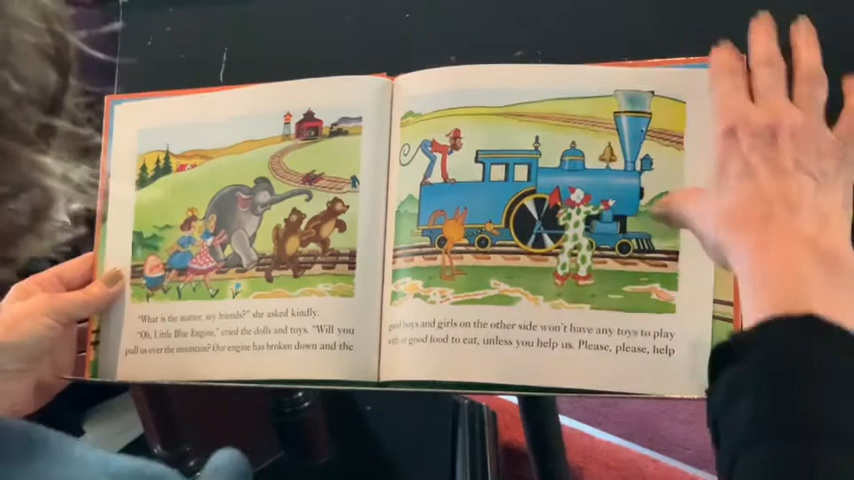 "What is the matter, my friends?" she asked kindly.
"Oh, Little Blue Engine," cried the dolls and toys. "Will you
pull us over the mountain? Our engine has broken down and the
good boys and girls on the other side won't have any toys to play
with or good food to eat, unless you help us. Please, please, help